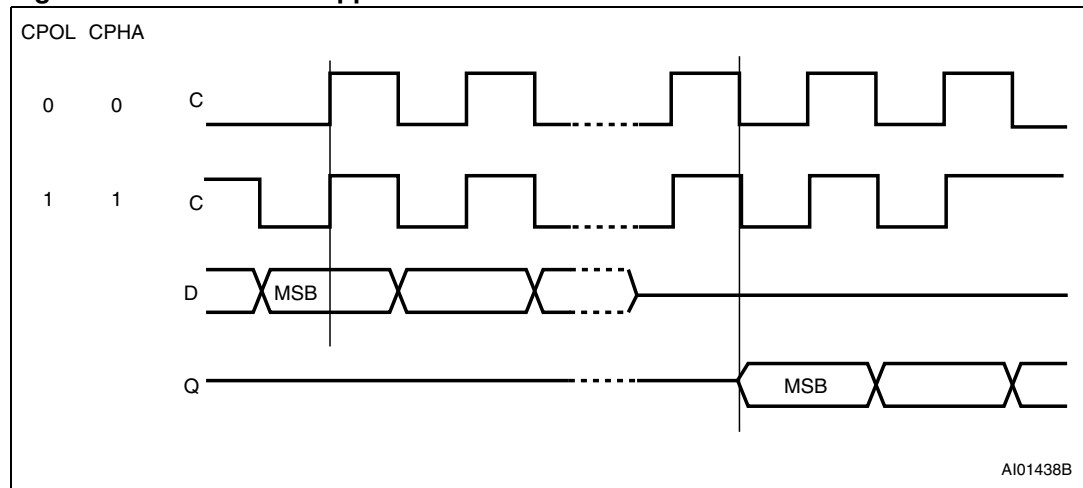 CPOL CPHA
0 0 C
1 1 C
D MSB
Q MSB
AI01438B